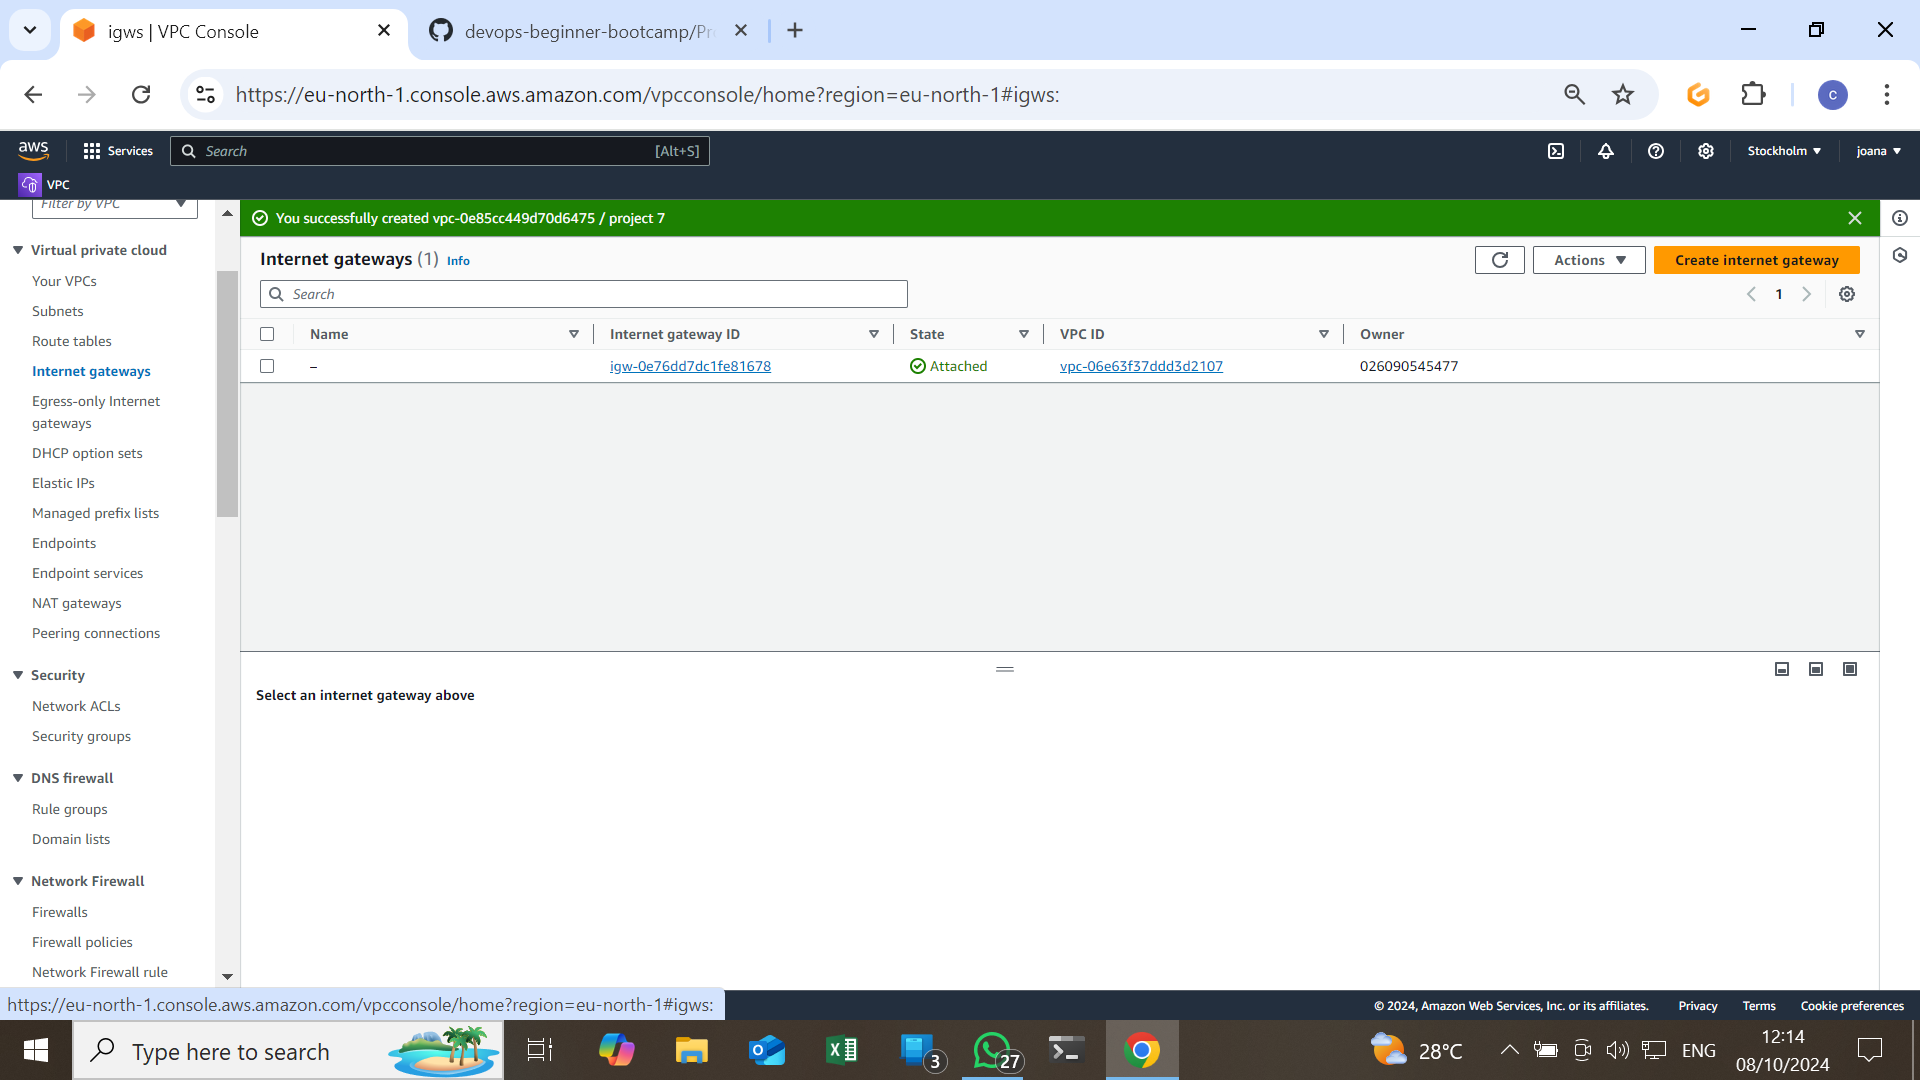 igws | VPC Console
devops-beginner-bootcamp/Pr
https://eu-north-1.console.aws.amazon.com/vpcconsole/home?region=eu-north-1#igws:
c
aws
Services
Search
[Alt+S]
Stockholm
joana
VPC
Filter by VPC
Virtual private cloud
Your VPCs
Subnets
Route tables
Internet gateways
Egress-only Internet
gateways
DHCP option sets
Elastic IPs
Managed prefix lists
Endpoints
Endpoint services
NAT gateways
Peering connections
Security
Network ACLs
Security groups
DNS firewall
Rule groups
Domain lists
Network Firewall
Firewalls
Firewall policies
Network Firewall rule
You successfully created vpc-0e85cc449d70d6475 / project 7
Internet gateways (1) Info
Actions
Create internet gateway
Search
1
Name
Internet gateway ID
State
VPC ID
Owner
–
igw-0e76dd7dc1fe81678
Attached
vpc-06e63f37ddd3d2107
026090545477
Select an internet gateway above
https://eu-north-1.console.aws.amazon.com/vpcconsole/home?region=eu-north-1#igws:
© 2024, Amazon Web Services, Inc. or its affiliates.
Privacy
Terms
Cookie preferences
Type here to search
3
27
28°C
ENG
12:14
08/10/2024